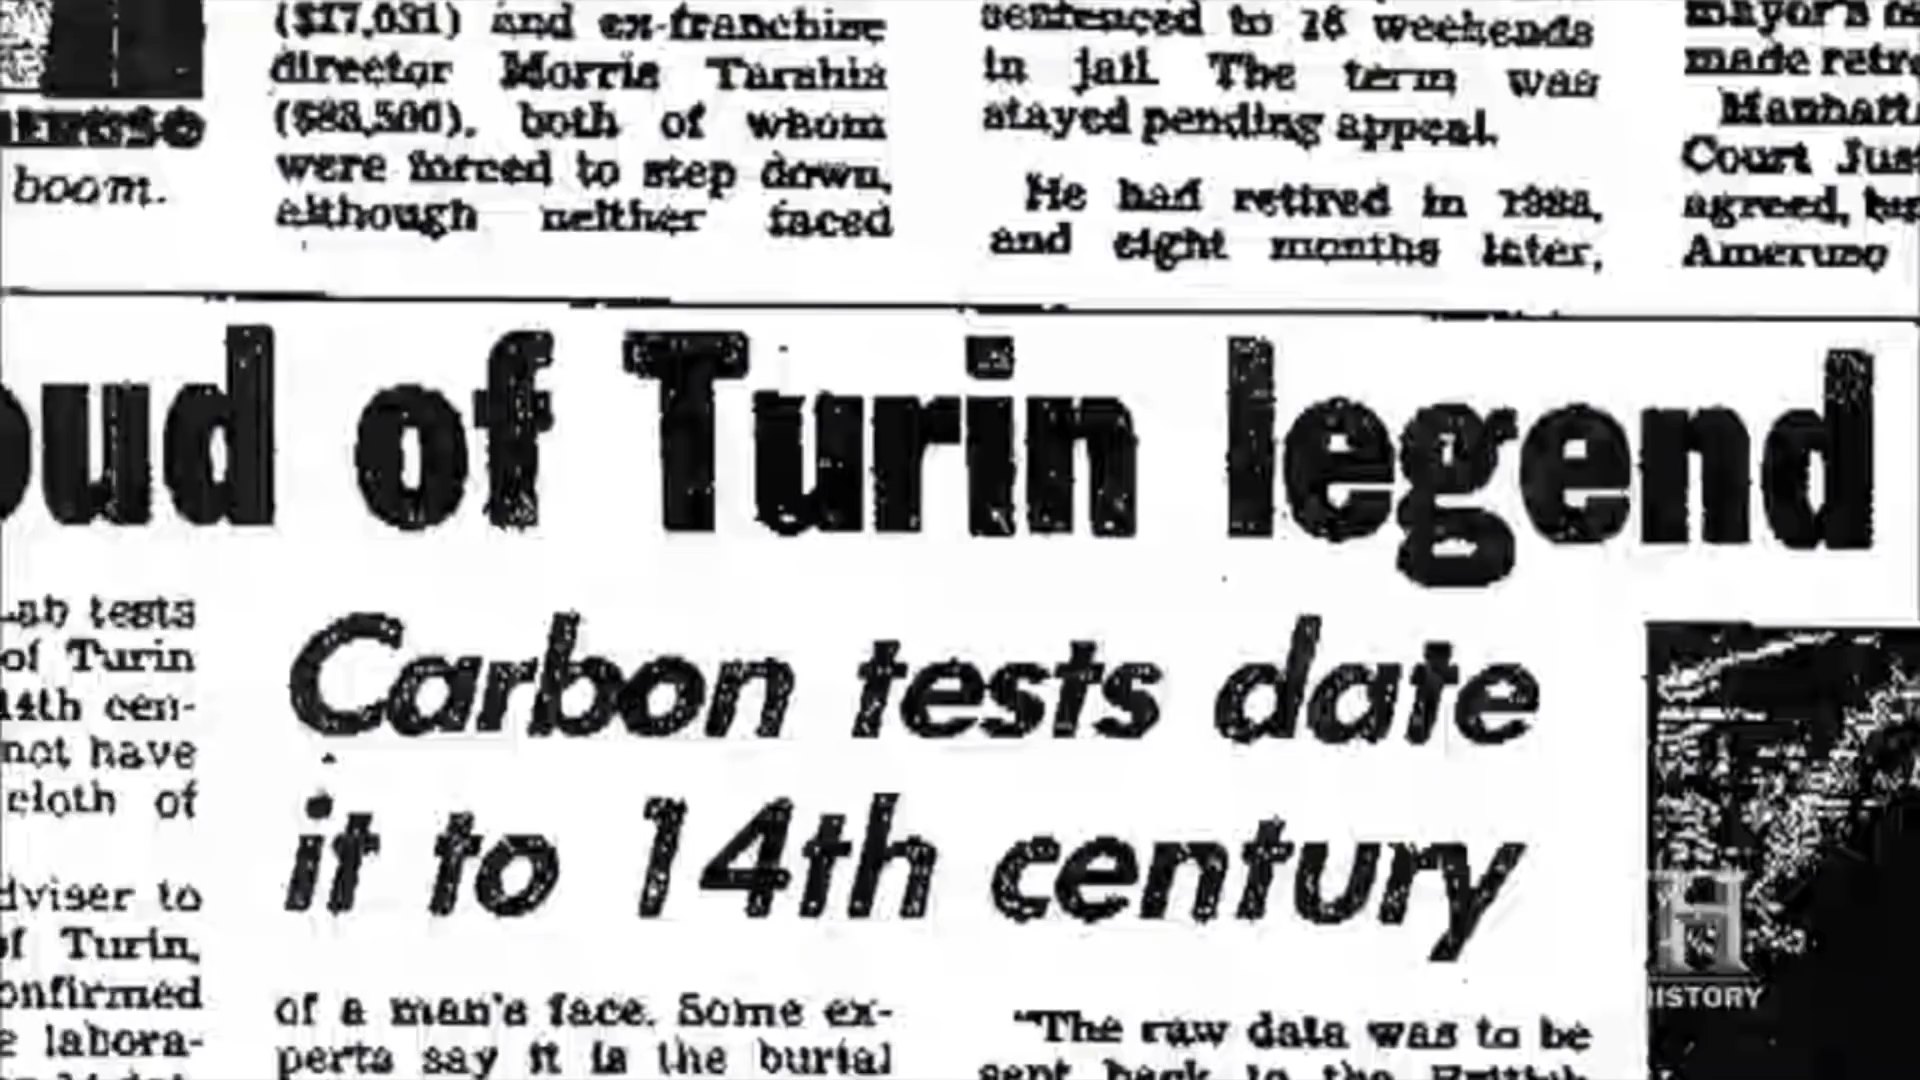 ($17,031) and ex-franchise
director Morris Tarshis
($83,500), both of whom
were forced to step down,
although neither faced
sentenced to 16 weekends
in jail. The term was
stayed pending appeal.
He had retired in 1988,
and eight months later,
mayor's
made retr
Manhatt
Court Jus
agreed, bu
Ameruso
boom.
oud of Turin legend
Carbon tests date
it to 14th century
Lab tests
of Turin
14th cen-
not have
cloth of
dviser to
of Turin,
onfirmed
e labora-
of a man's face. Some ex-
perts say it is the burial
"The raw data was to be
sent back to the British
H
HISTORY